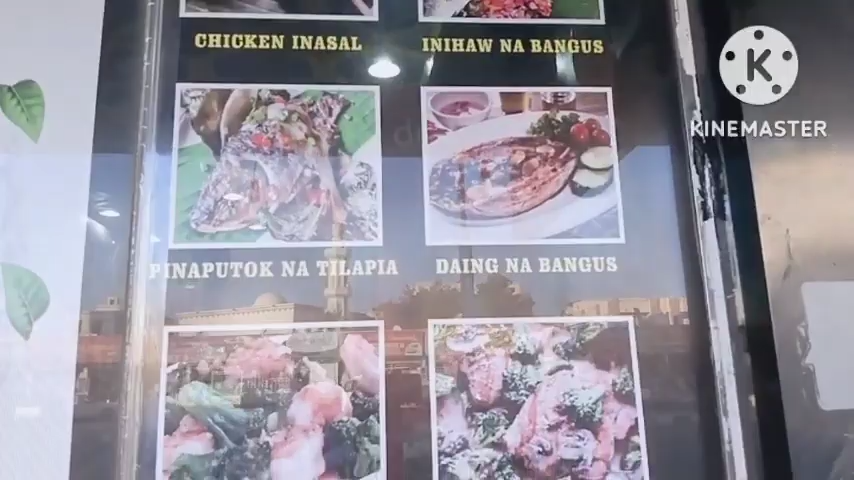 CHICKEN INASAL
INIHAW NA BANGUS
K
KINEMASTER
PINAPUTOK NA TILAPIA
DAING NA BANGUS